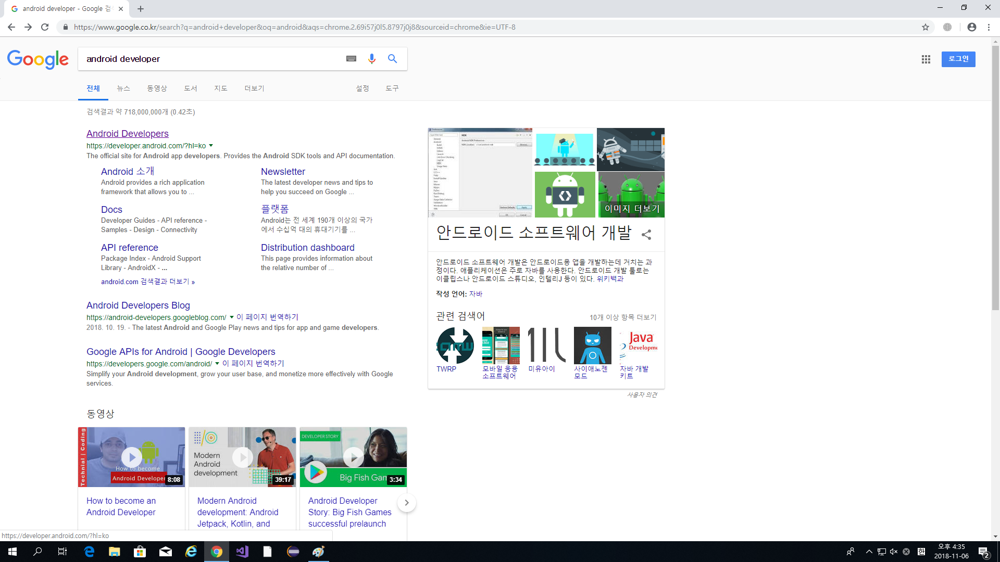 android developer - Google 검색
https://www.google.co.kr/search?q=android+developer&oq=android&aqs=chrome.2.69i57j0l5.8797j0j8&sourceid=chrome&ie=UTF-8
Google
android developer
로그인
전체 뉴스 동영상 도서 지도 더보기 설정 도구
검색결과 약 718,000,000개 (0.42초)
Android Developers
https://developer.android.com/?hl=ko
The official site for Android app developers. Provides the Android SDK tools and API documentation.
Android 소개
Android provides a rich application
framework that allows you to ...
Newsletter
The latest developer news and tips to
help you succeed on Google ...
Docs
Developer Guides - API reference -
Samples - Design - Connectivity
플랫폼
Android는 전 세계 190개 이상의 국가
에서 수십억 대의 휴대기기를 ...
API reference
Package Index - Android Support
Library - AndroidX - ...
Distribution dashboard
This page provides information about
the relative number of ...
android.com 검색결과 더보기 »
Android Developers Blog
https://android-developers.googleblog.com/ 이 페이지 번역하기
2018. 10. 19. - The latest Android and Google Play news and tips for app and game developers.
Google APIs for Android | Google Developers
https://developers.google.com/android/ 이 페이지 번역하기
Simplify your Android development, grow your user base, and monetize more effectively with Google
services.
동영상
Technial | Coding
How to become
Android Developer
8:08
How to become an
Android Developer
Modern
Android
development
39:17
Modern Android
development: Android
Jetpack, Kotlin, and
DEVELOPER STORY
Big Fish Gam
3:34
Android Developer
Story: Big Fish Games
successful prelaunch
이미지 더보기
안드로이드 소프트웨어 개발
안드로이드 소프트웨어 개발은 안드로이드용 앱을 개발하는데 거치는 과
정이다. 애플리케이션은 주로 자바를 사용한다. 안드로이드 개발 툴로는
이클립스나 안드로이드 스튜디오, 인텔리J 등이 있다. 위키백과
작성 언어: 자바
관련 검색어
10개 이상 항목 더보기
TWRP
모바일 응용
소프트웨어
미유아이
사이애노젠
모드
Java
Developme
자바 개발
키트
사용자 의견
https://developer.android.com/?hl=ko
한
오후 4:35
2018-11-06
2